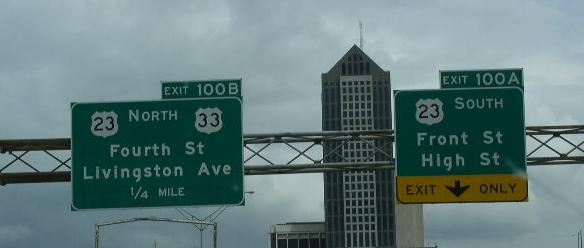 EXIT 100B
23 NORTH 33
Fourth St
Livingston Ave
1/4 MILE
EXIT 100A
23 SOUTH
Front St
High St
EXIT ONLY